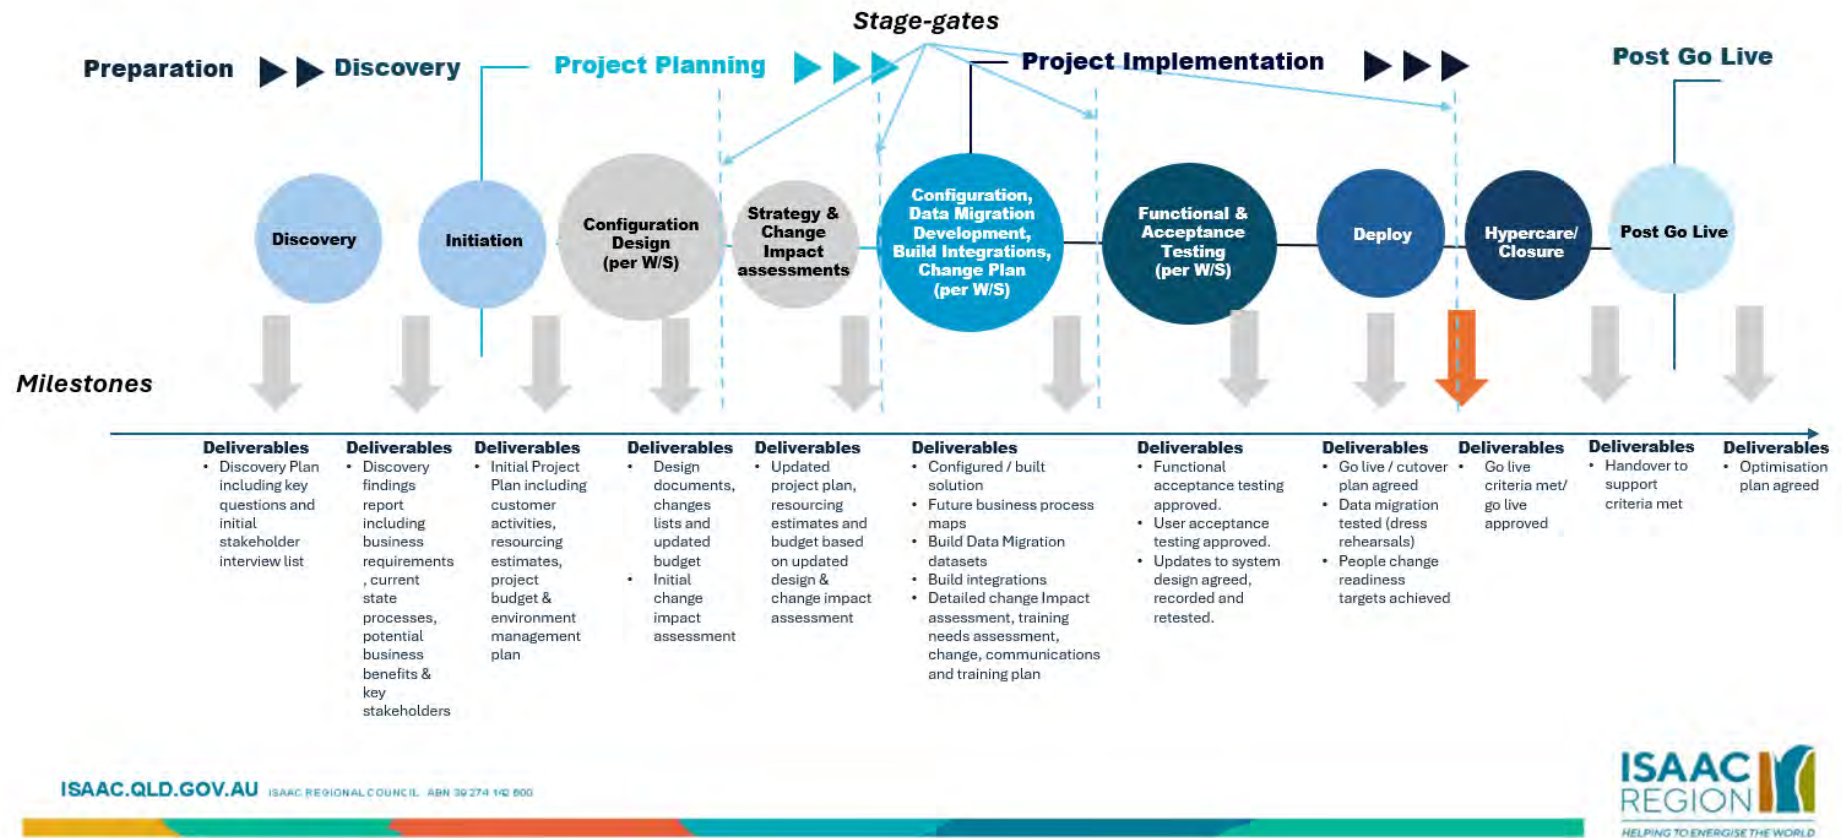 Stage-gates
Preparation
Discovery
Project Planning
Project Implementation
Post Go Live
Discovery
Initiation
Configuration
Design
(per W/S)
Strategy &
Change
Impact
assessments
Configuration,
Data Migration
Development,
Build Integrations,
Change Plan
(per W/S)
Functional &
Acceptance
Testing
(per W/S)
Deploy
Hypercare/
Closure
Post Go Live
Milestones
Deliverables
• Discovery Plan
including key
questions and
initial
stakeholder
interview list
Deliverables
• Discovery
findings
report
including
business
requirements
, current
state
processes,
potential
business
benefits &
key
stakeholders
Deliverables
• Initial Project
Plan including
customer
activities,
resourcing
estimates,
project
budget &
environment
management
plan
Deliverables
• Design
documents,
changes
lists and
updated
budget
• Initial
change
impact
assessment
Deliverables
• Updated
project plan,
resourcing
estimates and
budget based
on updated
design &
change impact
assessment
Deliverables
• Configured / built
solution
• Future business process
maps
• Build Data Migration
datasets
• Build integrations
• Detailed change Impact
assessment, training
needs assessment,
change, communications
and training plan
Deliverables
• Functional
acceptance testing
approved.
• User acceptance
testing approved.
• Updates to system
design agreed,
recorded and
retested.
Deliverables
• Go live / cutover
plan agreed
• Data migration
tested (dress
rehearsals)
• People change
readiness
targets achieved
Deliverables
• Go live
criteria met/
go live
approved
Deliverables
• Handover to
support
criteria met
Deliverables
• Optimisation
plan agreed
ISAAC.QLD.GOV.AU ISAAC REGIONAL COUNCIL ABN 39 274 142 600
ISAAC
REGION
HELPING TO ENERGISE THE WORLD